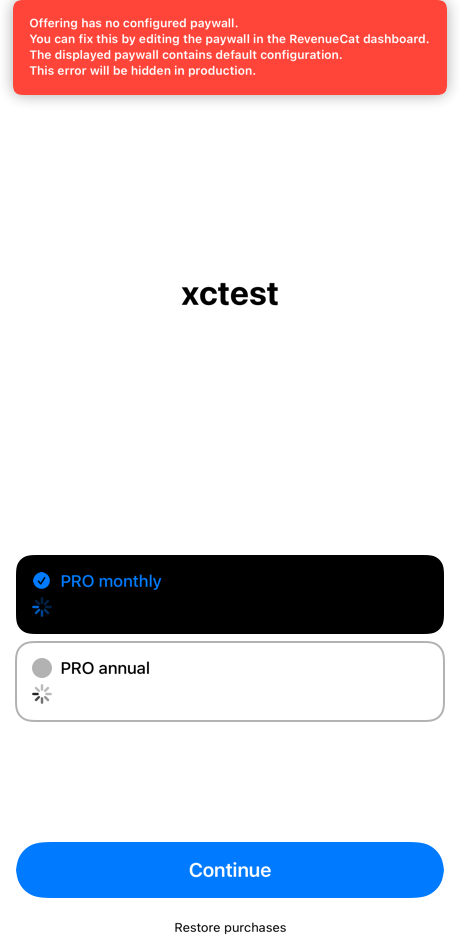 Offering has no configured paywall.
You can fix this by editing the paywall in the RevenueCat dashboard.
The displayed paywall contains default configuration.
This error will be hidden in production.
xctest
PRO monthly
PRO annual
Continue
Restore purchases